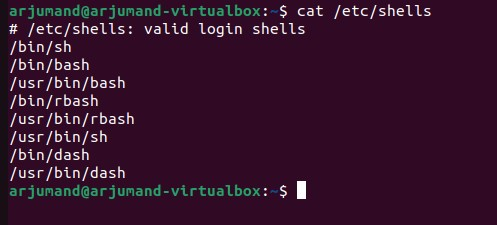 arjumand@arjumand-virtualbox:~$ cat /etc/shells
# /etc/shells: valid login shells
/bin/sh
/bin/bash
/usr/bin/bash
/bin/rbash
/usr/bin/rbash
/usr/bin/sh
/bin/dash
/usr/bin/dash
arjumand@arjumand-virtualbox:~$